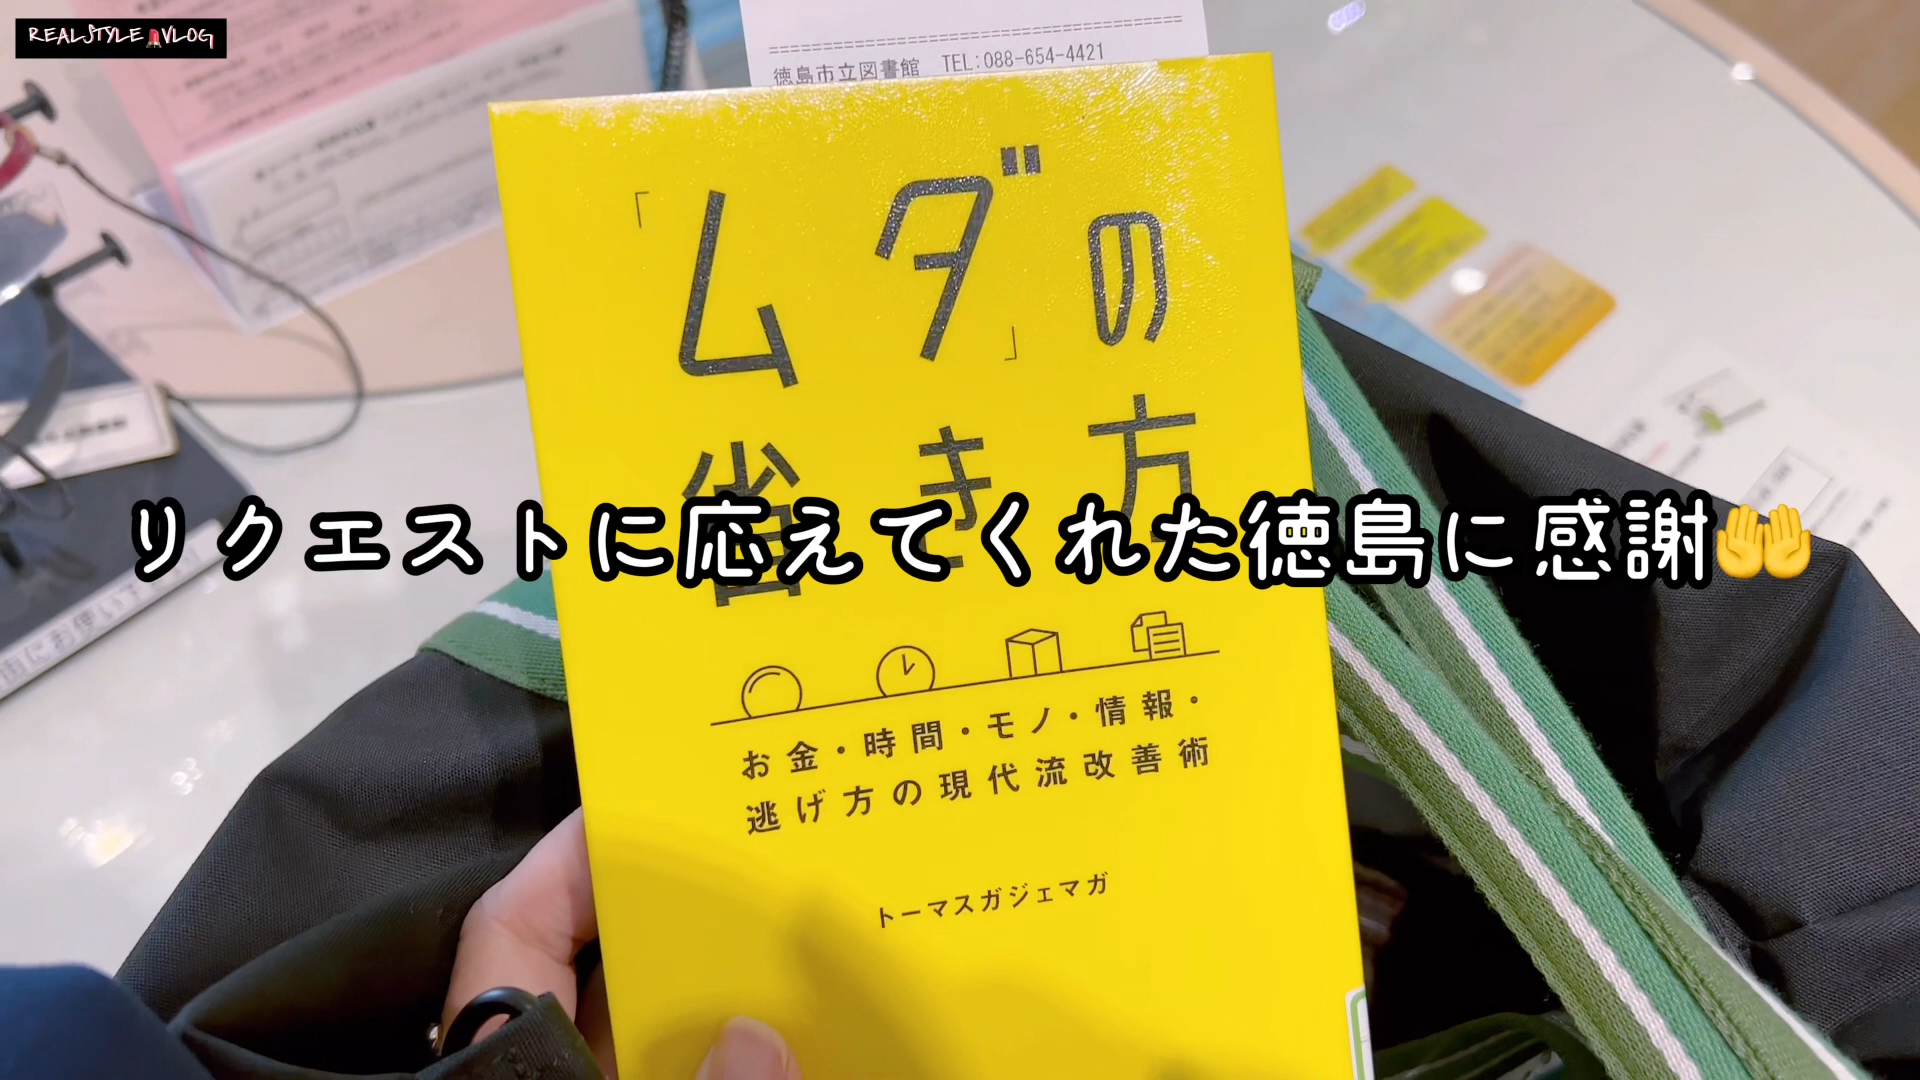 REALSTYLE VLOG
徳島市立図書館 TEL:088-654-4421
「ムダ」の
省き方
リクエストに応えてくれた徳島に感謝🤲
お金・時間・モノ・情報・
逃げ方の現代流改善術
トーマスガジェマガ